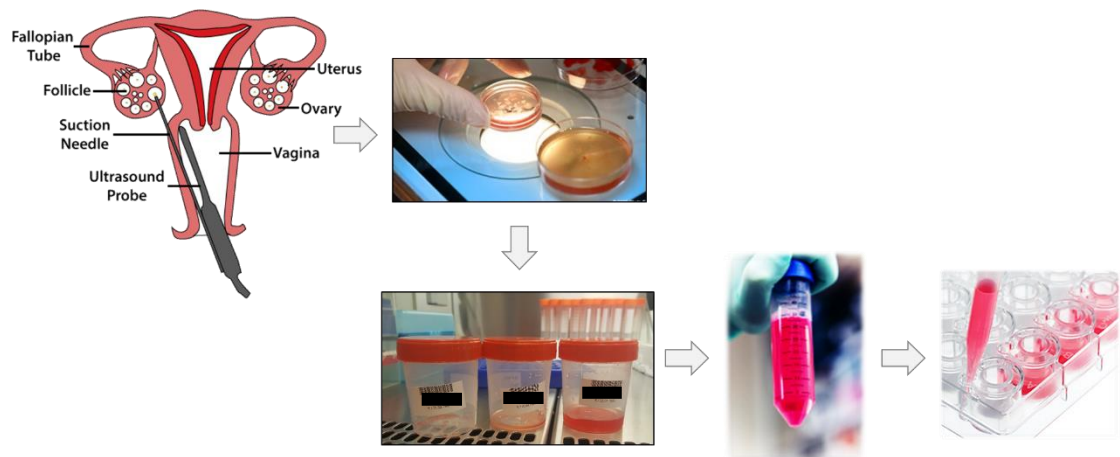 Fallopian
Tube
Follicle
Suction
Needle
Ultrasound
Probe
Uterus
Ovary
Vagina